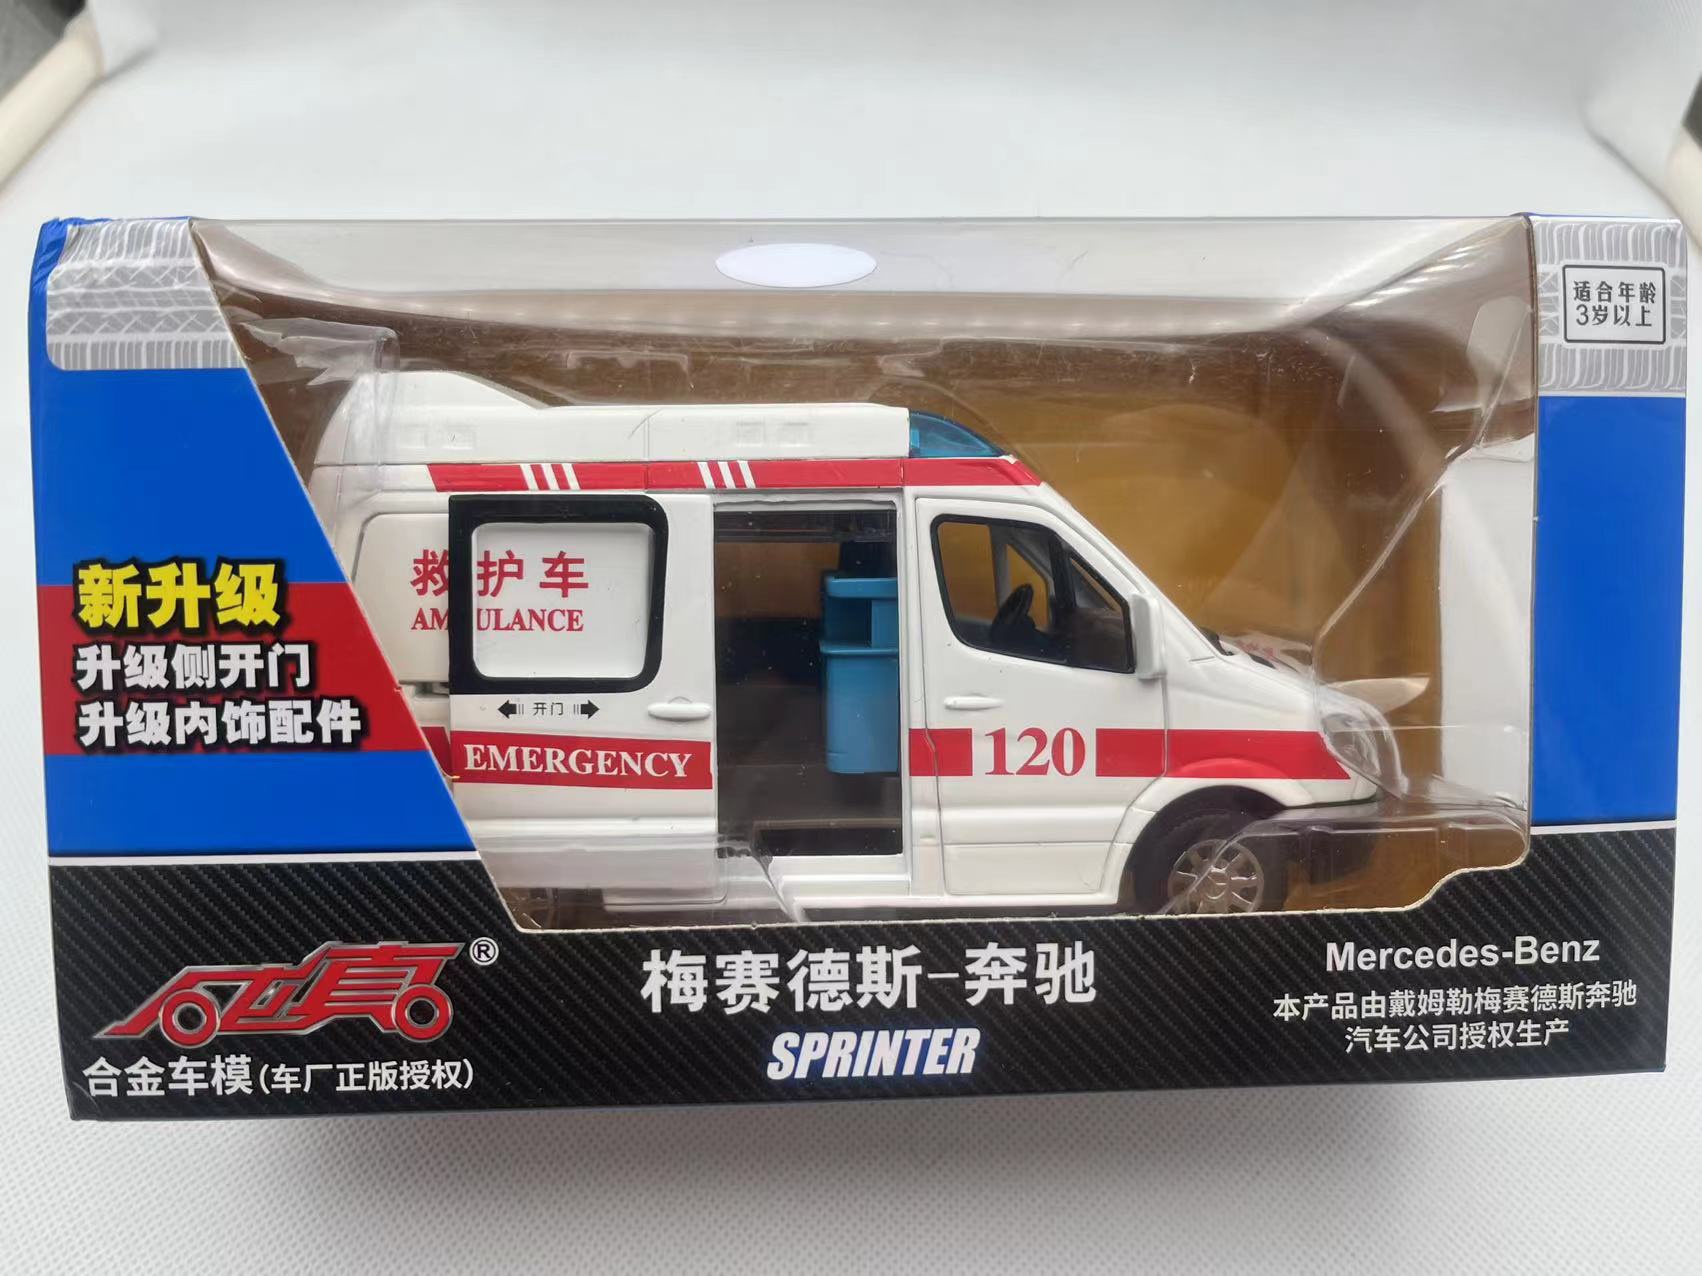 适合年龄
3岁以上
救护车
AMBULANCE
开门
EMERGENCY
120
新升级
升级侧开门
升级内饰配件
®
合金车模(车厂正版授权)
梅赛德斯-奔驰
SPRINTER
Mercedes-Benz
本产品由戴姆勒梅赛德斯奔驰
汽车公司授权生产